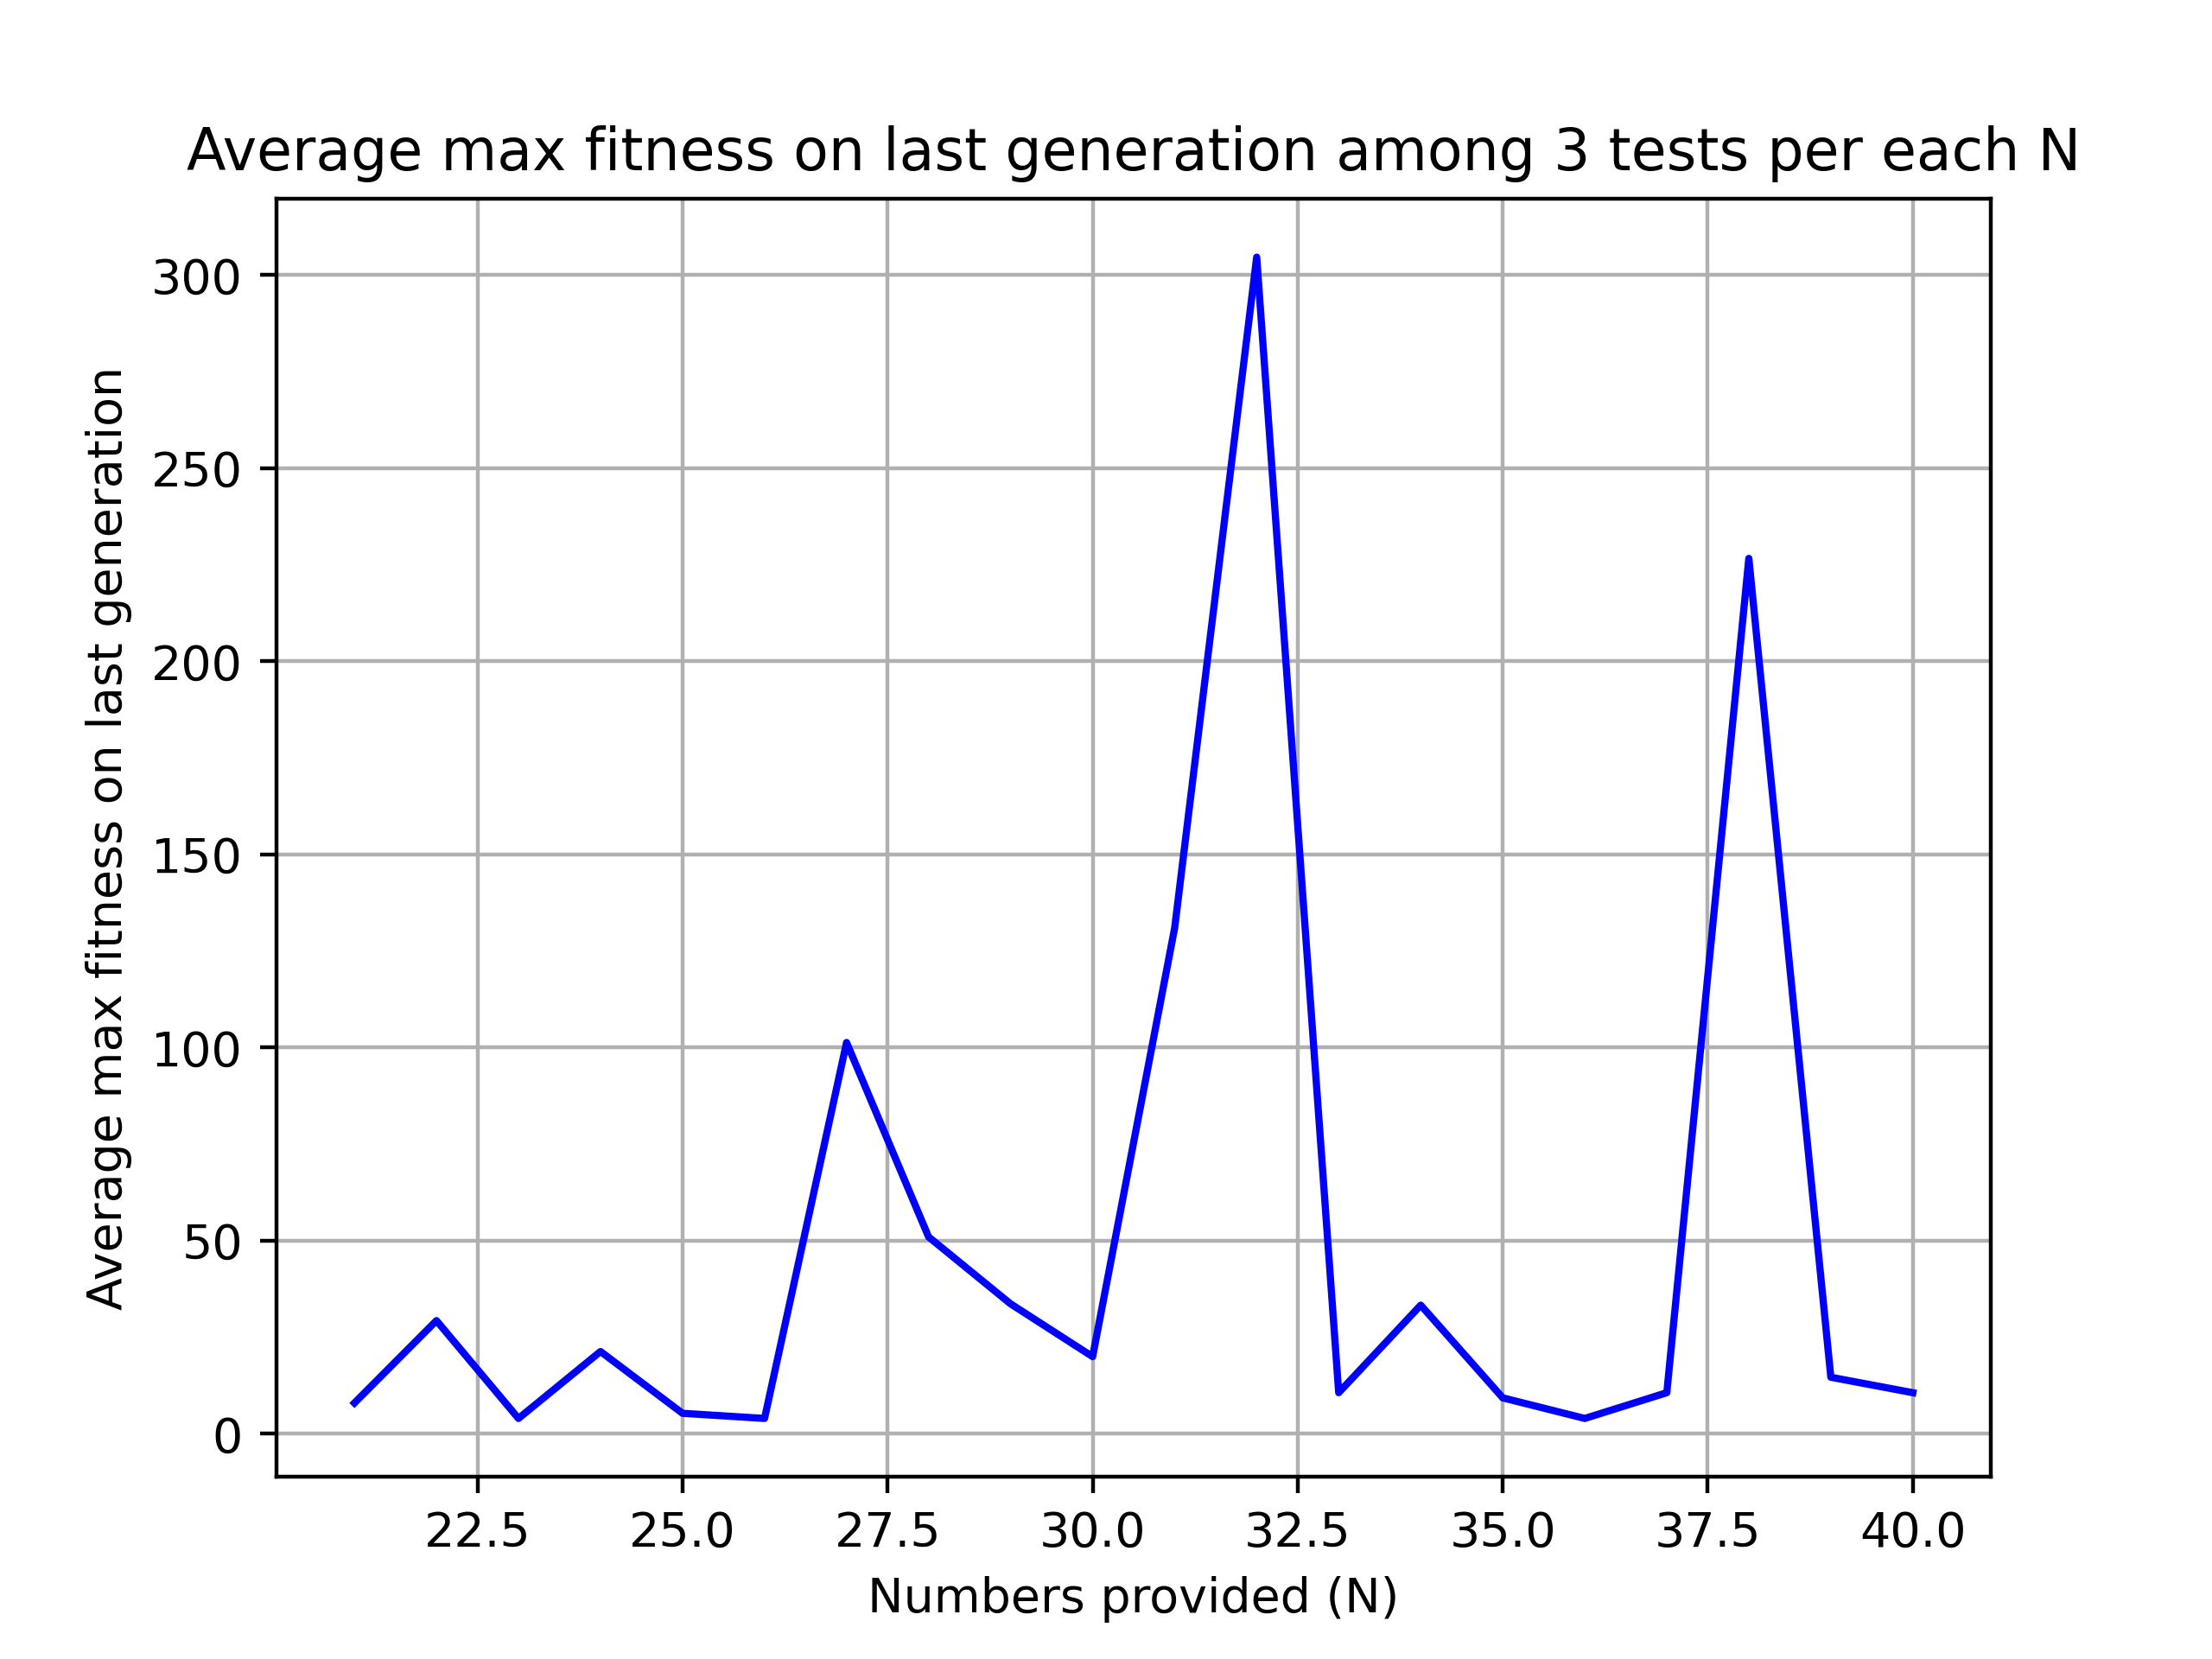 Average max fitness on last generation among 3 tests per each N
Average max fitness on last generation
300
250
200
150
100
50
0
22.5 25.0 27.5 30.0 32.5 35.0 37.5 40.0
Numbers provided (N)